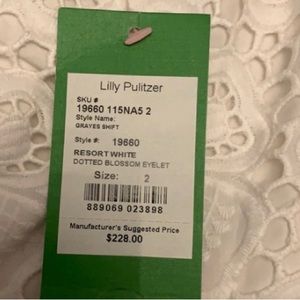 Lilly Pulitzer
SKU #
19660 115NA5 2
Style Name:
GRAYES SHIFT
Style #: 19660
RESORT WHITE
DOTTED BLOSSOM EYELET
Size: 2
889069 023898
Manufacturer's Suggested Price
$228.00